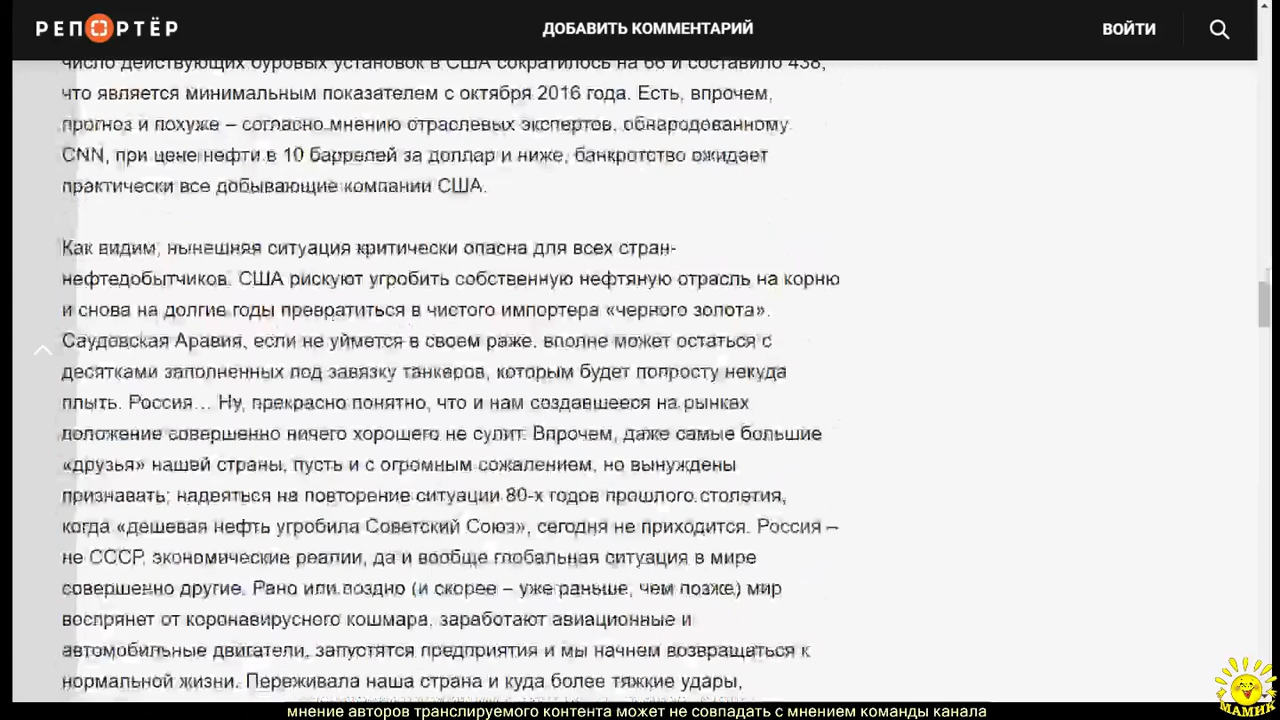 РЕПОРТЁР
ДОБАВИТЬ КОММЕНТАРИЙ
ВОЙТИ
число действующих буровых установок в США сократилось на 66 и составило 438,
что является минимальным показателем с октября 2016 года. Есть, впрочем,
прогноз и похуже – согласно мнению отраслевых экспертов, обнародованному
CNN, при цене нефти в 10 баррелей за доллар и ниже, банкротство ожидает
практически все добывающие компании США.
Как видим, нынешняя ситуация критически опасна для всех стран-
нефтедобытчиков. США рискуют угробить собственную нефтяную отрасль на корню
и снова на долгие годы превратиться в чистого импортера «черного золота».
Саудовская Аравия, если не уймется в своем раже, вполне может остаться с
десятками заполненных под завязку танкеров, которым будет попросту некуда
плыть. Россия… Ну, прекрасно понятно, что и нам создавшееся на рынках
положение совершенно ничего хорошего не сулит. Впрочем, даже самые большие
«друзья» нашей страны, пусть и с огромным сожалением, но вынуждены
признавать; надеяться на повторение ситуации 80-х годов прошлого столетия,
когда «дешевая нефть угробила Советский Союз», сегодня не приходится. Россия –
не СССР, экономические реалии, да и вообще глобальная ситуация в мире
совершенно другие. Рано или поздно (и скорее – уже раньше, чем позже) мир
воспрянет от коронавирусного кошмара, заработают авиационные и
автомобильные двигатели, запустятся предприятия и мы начнем возвращаться к
нормальной жизни. Переживала наша страна и куда более тяжкие удары,
мнение авторов транслируемого контента может не совпадать с мнением команды канала
МАМИК